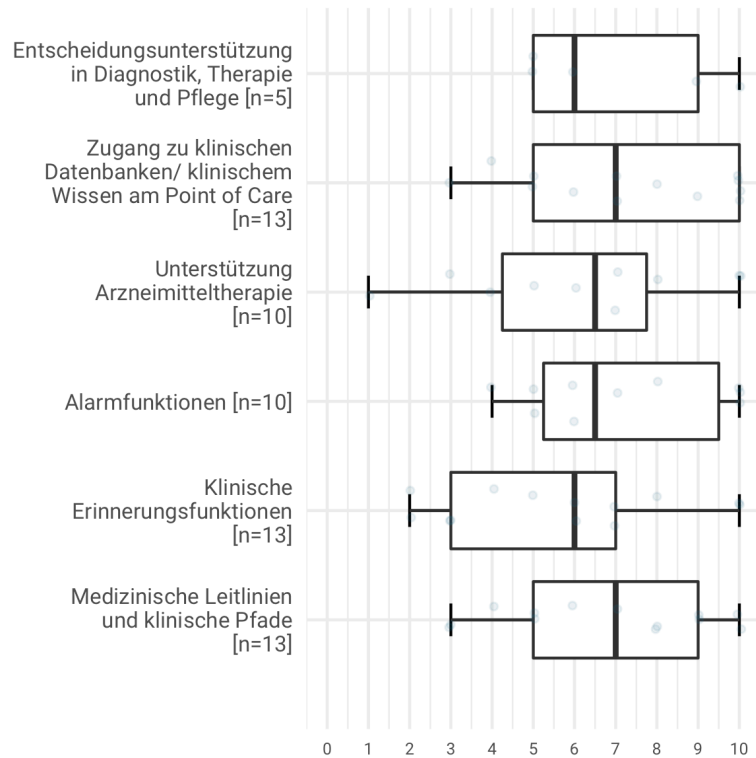 Entscheidungsunterstützung
in Diagnostik, Therapie
und Pflege [n=5]
Zugang zu klinischen
Datenbanken/ klinischem
Wissen am Point of Care
[n=13]
Unterstützung
Arzneimitteltherapie
[n=10]
Alarmfunktionen [n=10]
Klinische
Erinnerungsfunktionen
[n=13]
Medizinische Leitlinien
und klinische Pfade
[n=13]
0 1 2 3 4 5 6 7 8 9 10